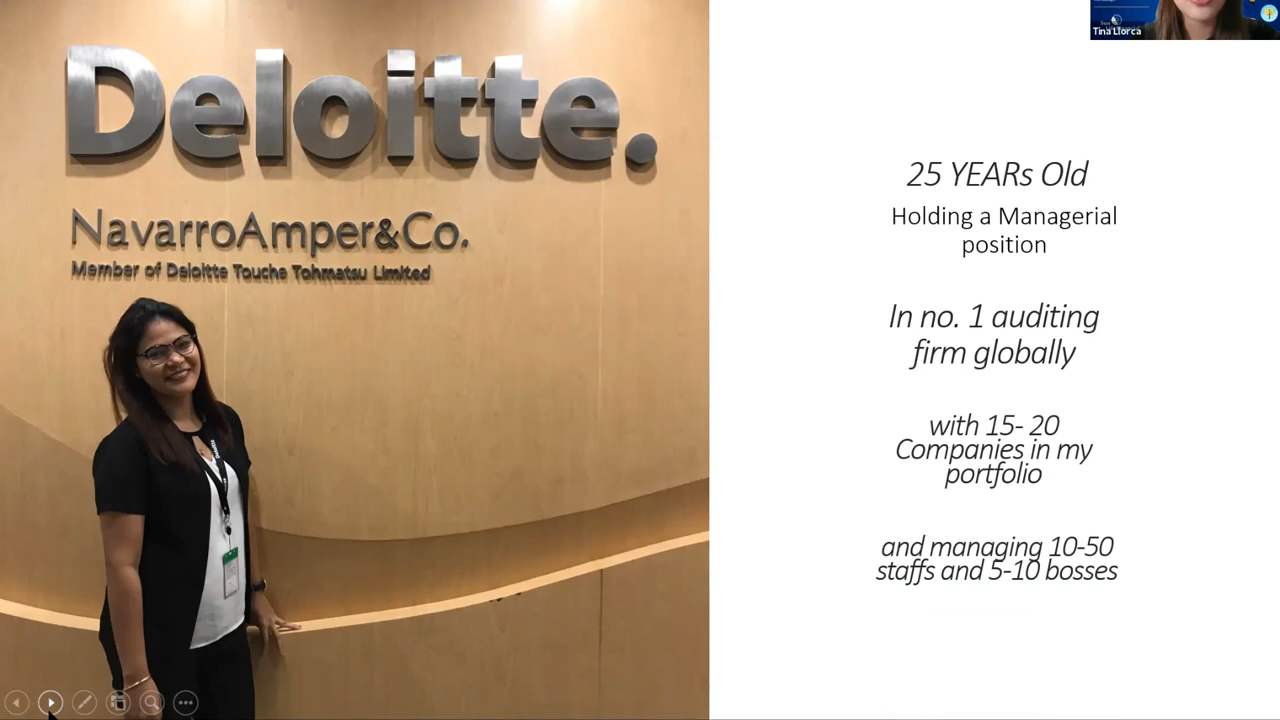 Deloitte.
NavarroAmper&Co.
Member of Deloitte Touche Tohmatsu Limited
Tina Llorca
25 YEARs Old
Holding a Managerial
position
In no. 1 auditing
firm globally
with 15- 20
Companies in my
portfolio
and managing 10-50
staffs and 5-10 bosses